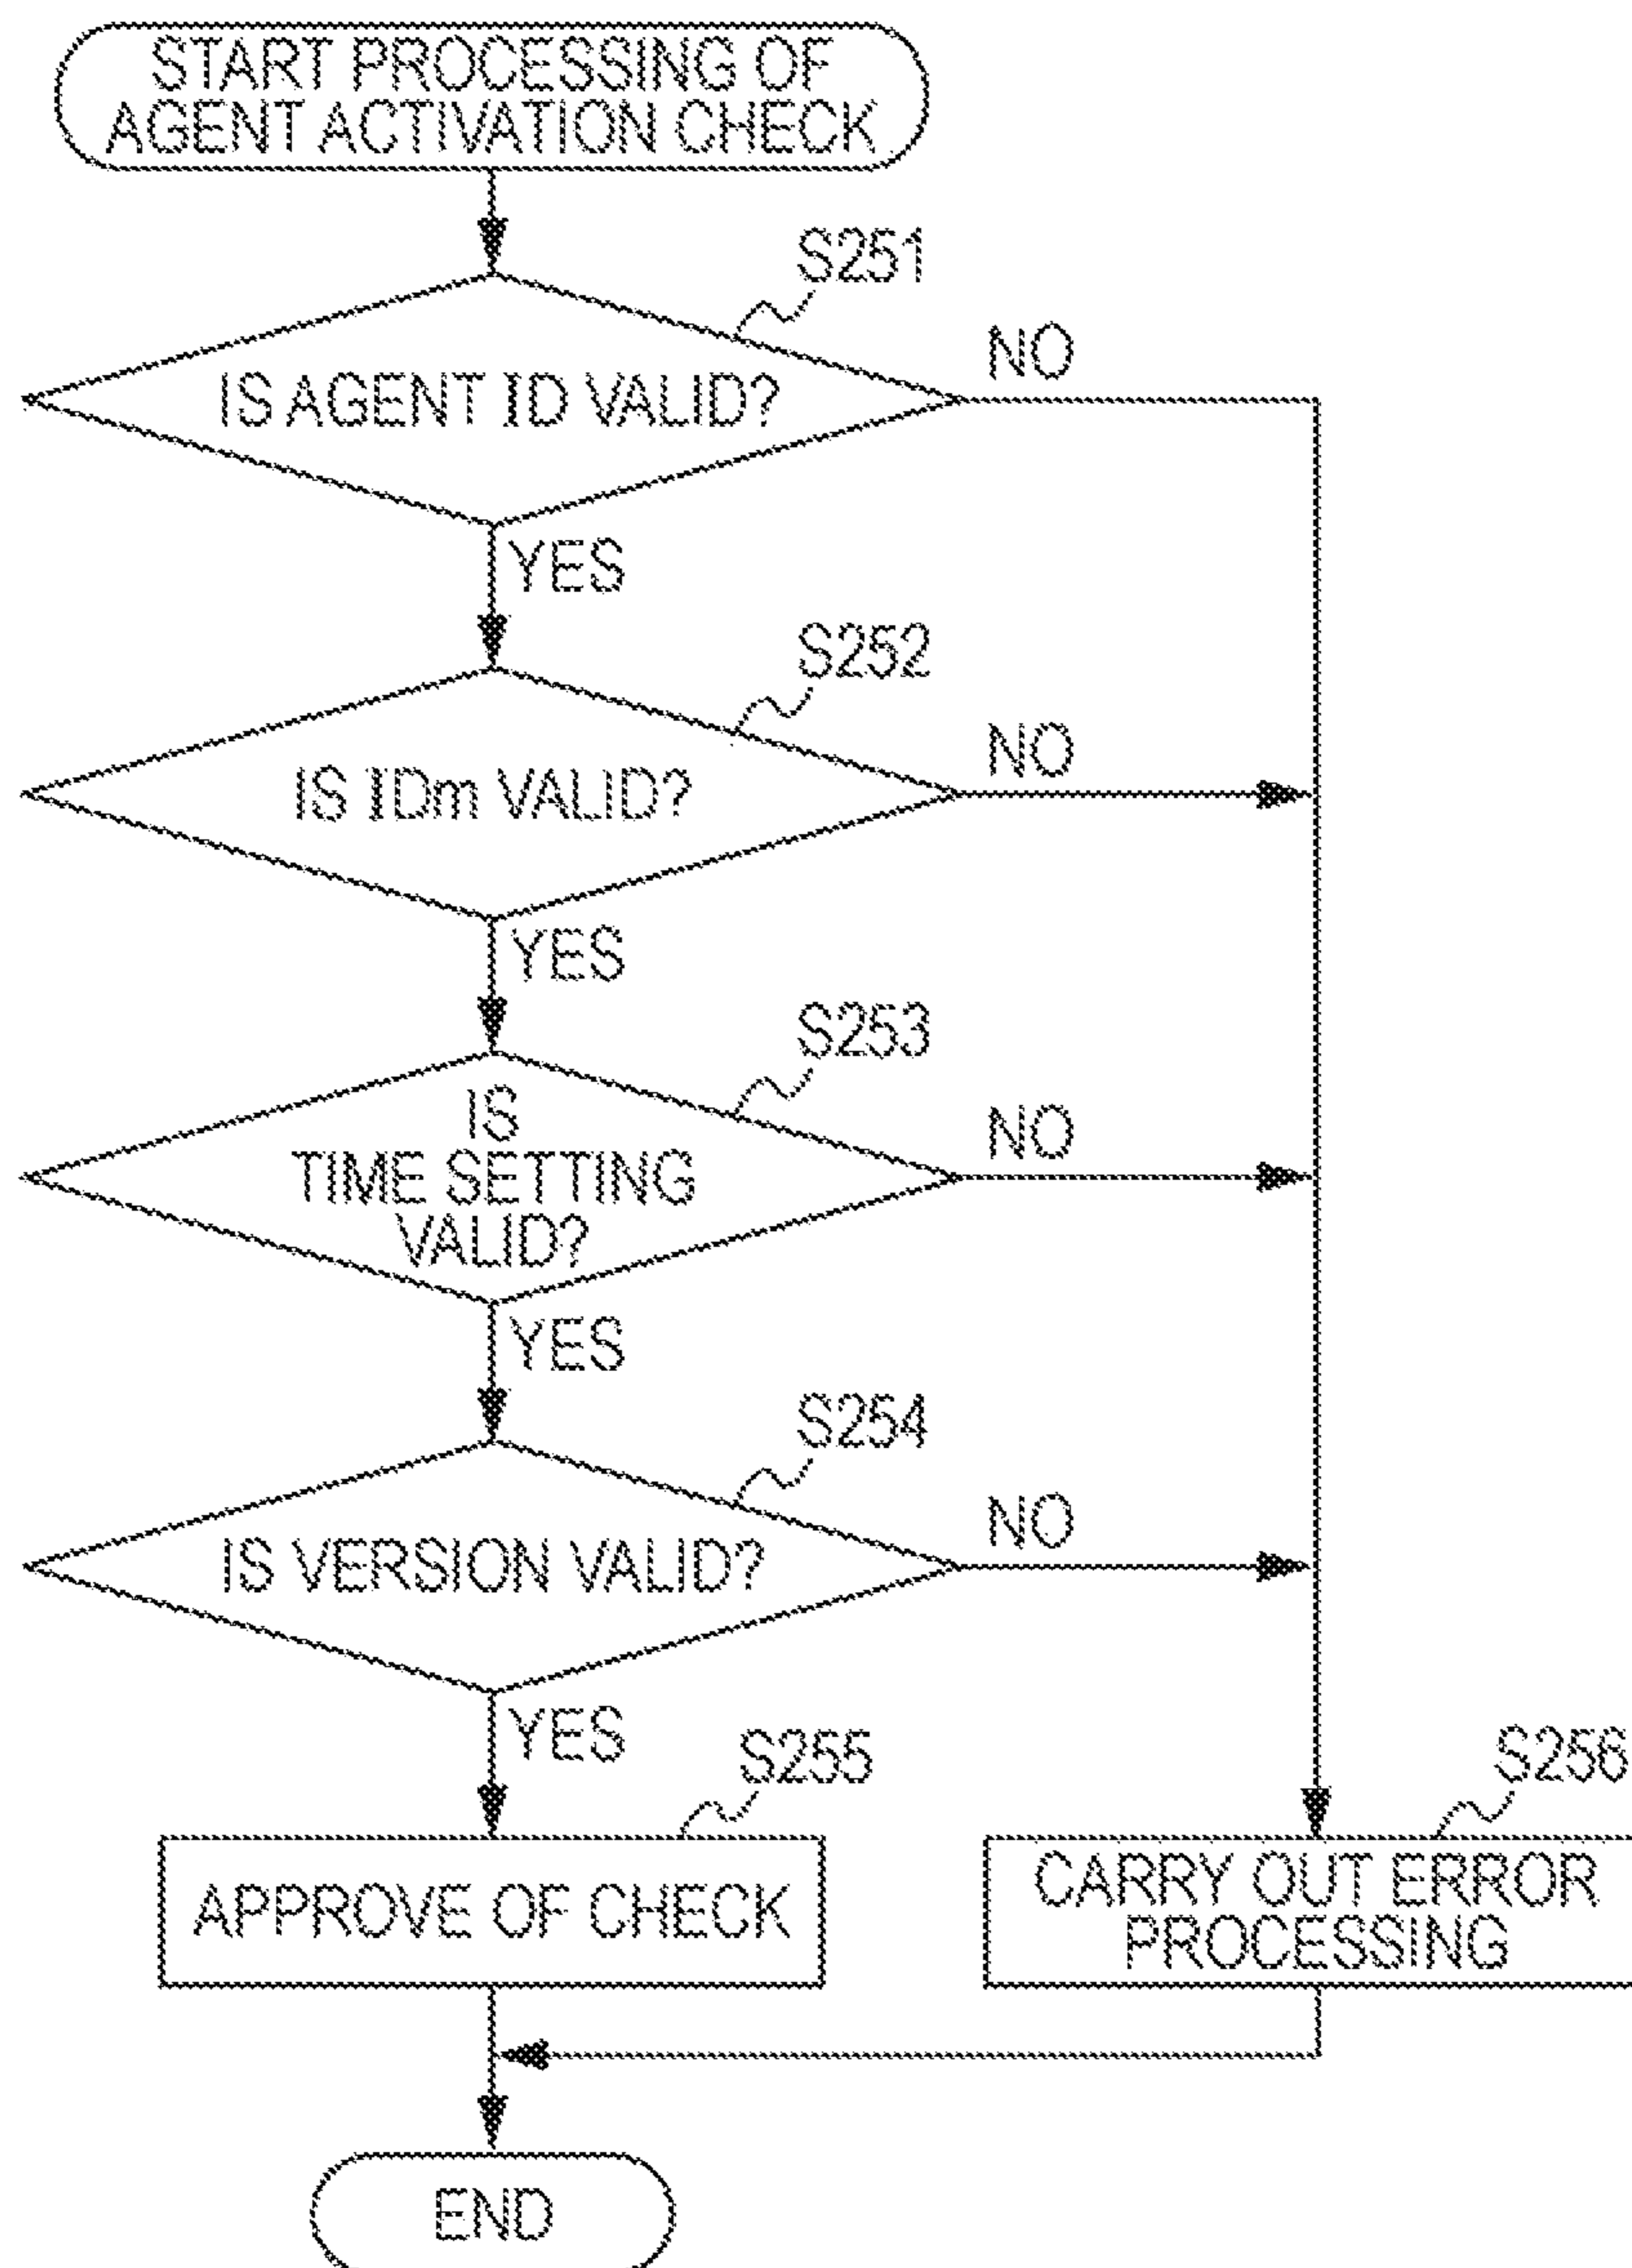 START PROCESSING OF
AGENT ACTIVATION CHECK
S251
IS AGENT ID VALID?
NO
YES
S252
IS IDm VALID?
NO
YES
S253
IS
TIME SETTING
VALID?
NO
YES
S254
IS VERSION VALID?
NO
YES
S255
APPROVE OF CHECK
S256
CARRY OUT ERROR
PROCESSING
END